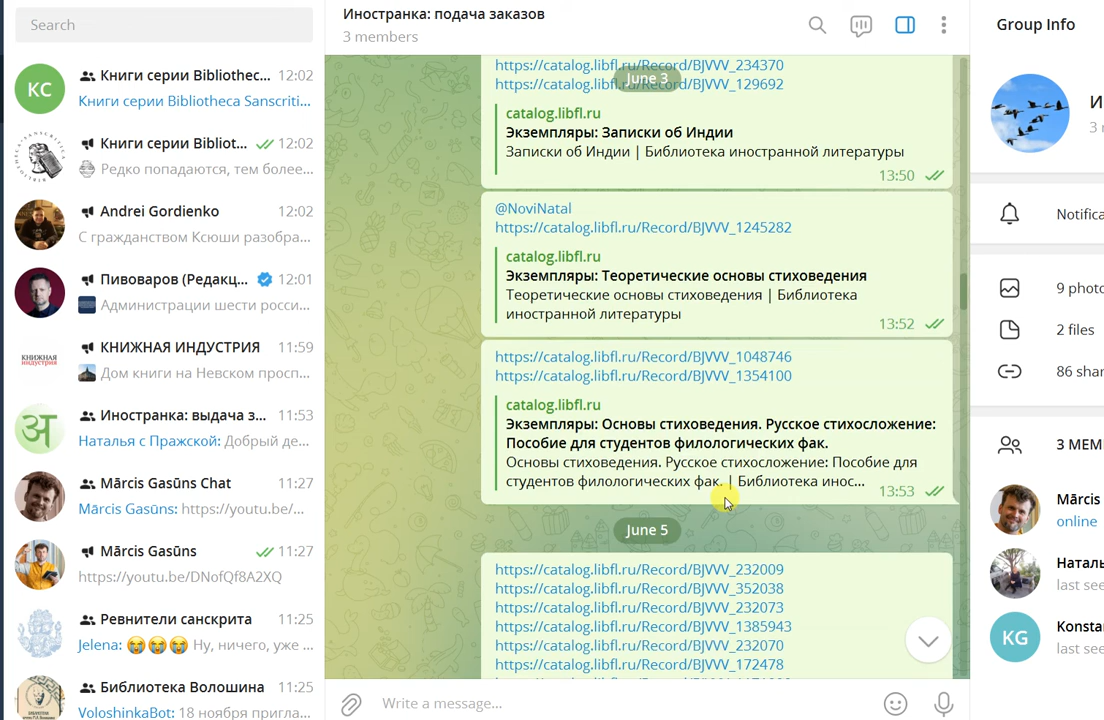 Search
Книги серии Bibliothec... 12:02
Книги серии Bibliotheca Sanscriti...
Книги серии Bibliot... 12:02
Редко попадаются, тем более...
Andrei Gordienko 12:02
С гражданством Ксюши разобра...
Пивоваров (Редакц... 12:01
Администрации шести росси...
КНИЖНАЯ ИНДУСТРИЯ 11:59
Дом книги на Невском просп...
Иностранка: выдача з... 11:53
Наталья с Пражской: Добрый де...
Mārcis Gasūns Chat 11:27
Mārcis Gasūns: https://youtu.be/...
Mārcis Gasūns 11:27
https://youtu.be/DNofQf8A2XQ
Ревнители санскрита 11:25
Jelena: 😭😭😭 Ну, ничего, уже ...
Библиотека Волошина 11:25
VoloshinkaBot: 18 ноября пригла...
КС
КНИЖНАЯ
индустрия
अ
Иностранка: подача заказов
3 members
https://catalog.libfl.ru/Record/BJVVV_234370
June 3
https://catalog.libfl.ru/Record/BJVVV_129692
catalog.libfl.ru
Экземпляры: Записки об Индии
Записки об Индии | Библиотека иностранной литературы
13:50
@NoviNatal
https://catalog.libfl.ru/Record/BJVVV_1245282
catalog.libfl.ru
Экземпляры: Теоретические основы стиховедения
Теоретические основы стиховедения | Библиотека
иностранной литературы
13:52
https://catalog.libfl.ru/Record/BJVVV_1048746
https://catalog.libfl.ru/Record/BJVVV_1354100
catalog.libfl.ru
Экземпляры: Основы стиховедения. Русское стихосложение:
Пособие для студентов филологических фак.
Основы стиховедения. Русское стихосложение: Пособие для
студентов филологических фак. | Библиотека инос...
13:53
June 5
https://catalog.libfl.ru/Record/BJVVV_232009
https://catalog.libfl.ru/Record/BJVVV_352038
https://catalog.libfl.ru/Record/BJVVV_232073
https://catalog.libfl.ru/Record/BJVVV_1385943
https://catalog.libfl.ru/Record/BJVVV_232070
https://catalog.libfl.ru/Record/BJVVV_172478
Write a message...
Group Info
3
Notifica
9 photo
2 files
86 shar
3 MEM
Mārcis
online
Наталь
last see
KG
Konsta
last see